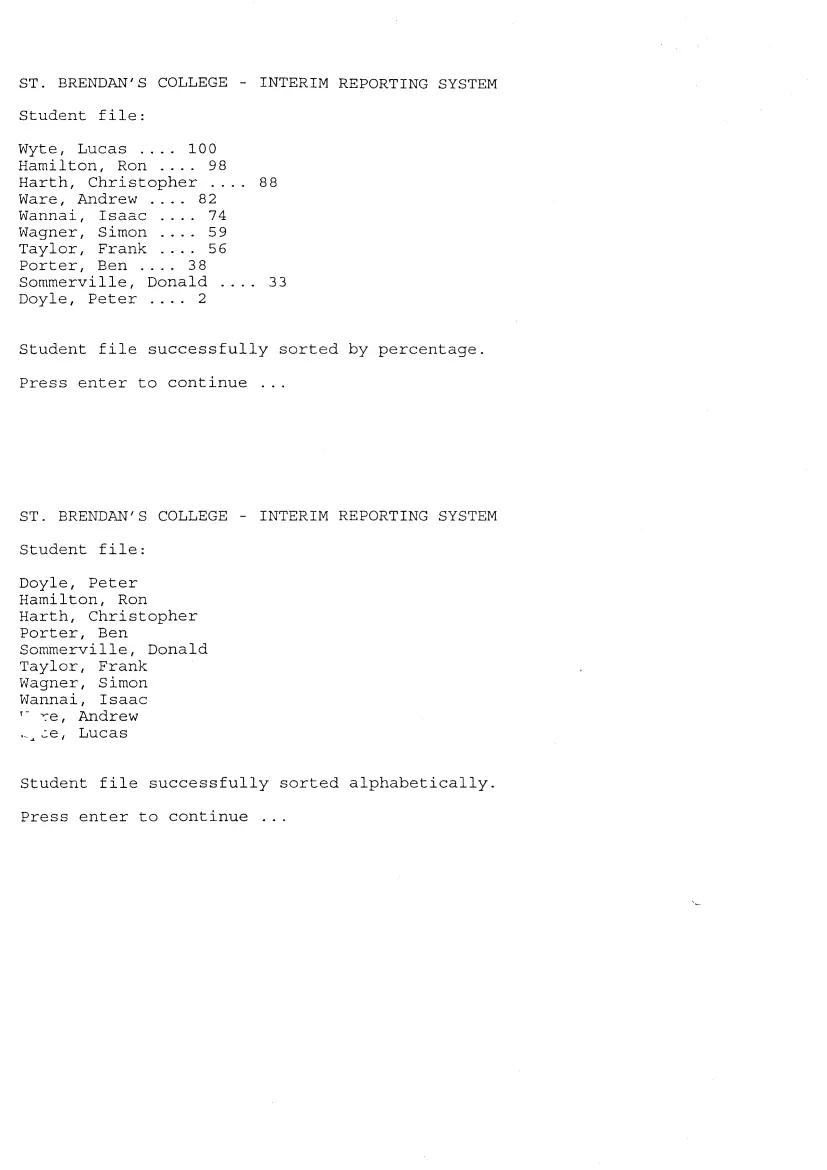 ST. BRENDAN'S COLLEGE - INTERIM REPORTING SYSTEM
Student file:
Wyte, Lucas .... 100
Hamilton, Ron .... 98
Harth, Christopher .... 88
Ware, Andrew .... 82
Wannai, Isaac .... 74
Wagner, Simon .... 59
Taylor, Frank .... 56
Porter, Ben .... 38
Sommerville, Donald .... 33
Doyle, Peter .... 2
Student file successfully sorted by percentage.
Press enter to continue ...
ST. BRENDAN'S COLLEGE - INTERIM REPORTING SYSTEM
Student file:
Doyle, Peter
Hamilton, Ron
Harth, Christopher
Porter, Ben
Sommerville, Donald
Taylor, Frank
Wagner, Simon
Wannai, Isaac
Andrew
Lucas
Student file successfully sorted alphabetically.
Press enter to continue ...